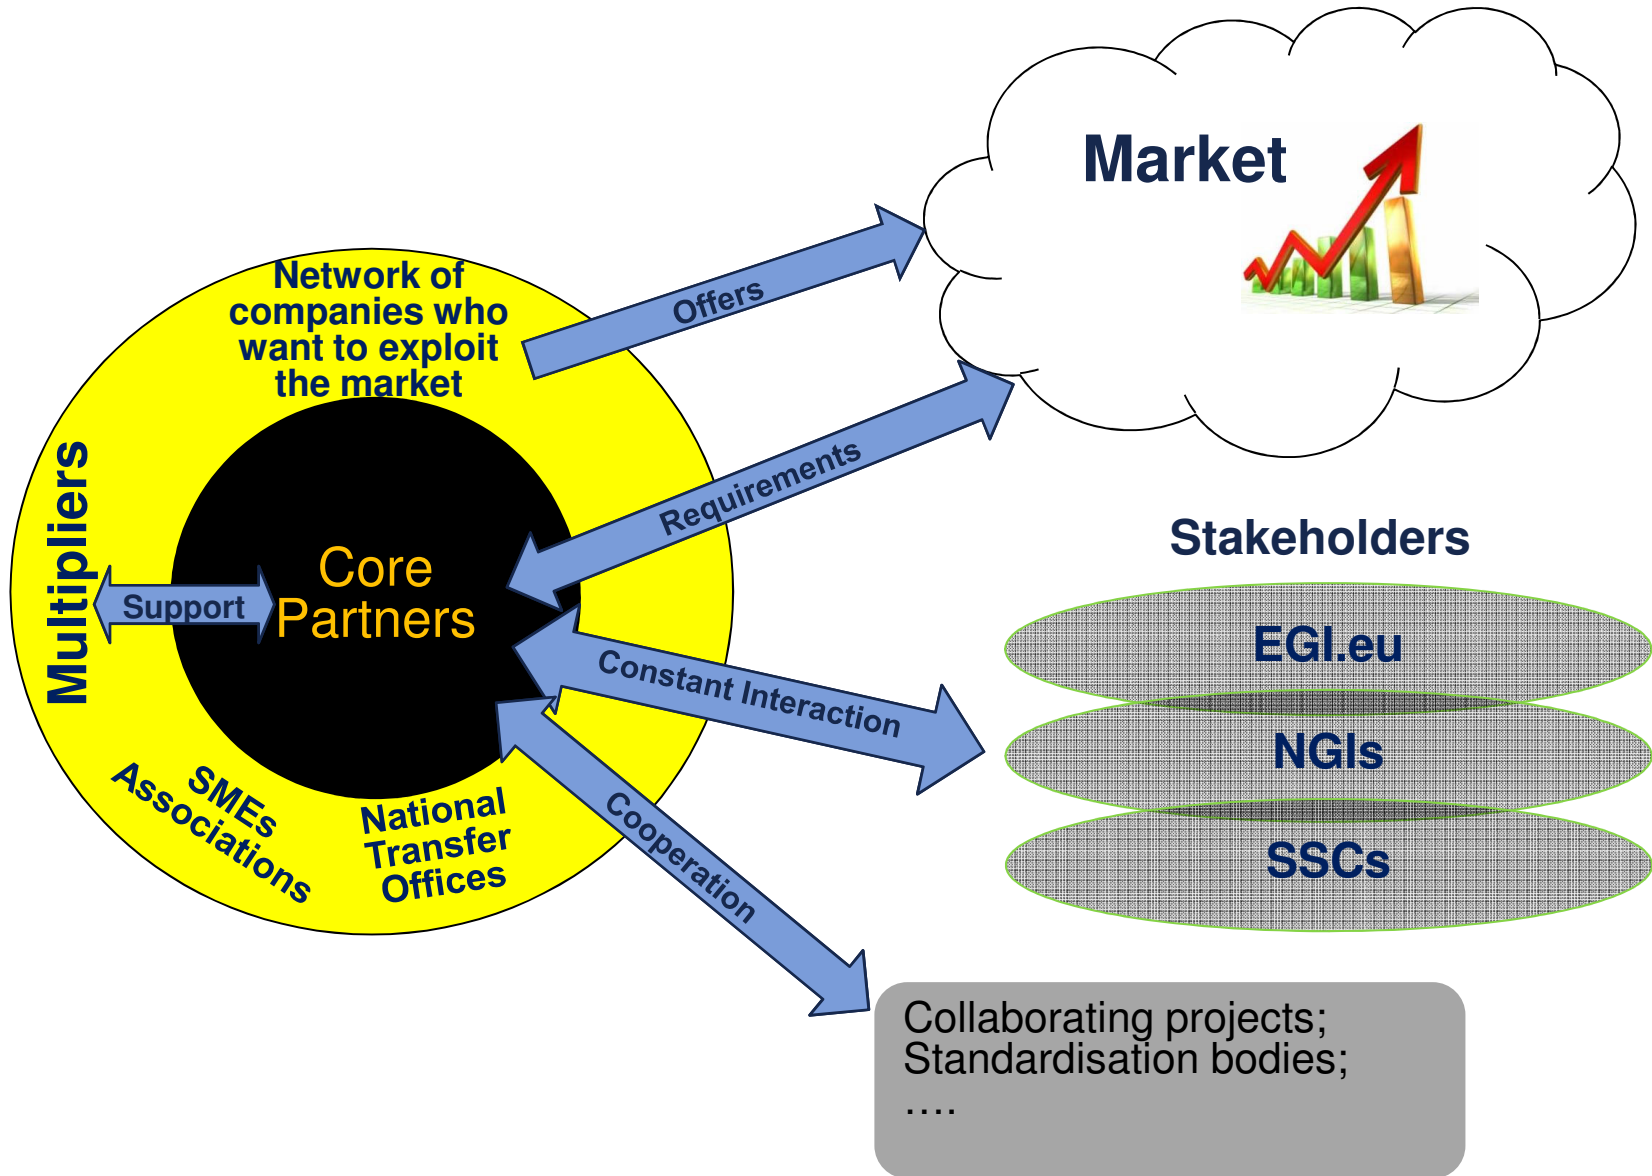 Market
Network of
companies who
want to exploit
the market
Offers
Requirements
Multipliers
Support
Core
Partners
Constant Interaction
Cooperation
SMEs
Associations
National
Transfer
Offices
Stakeholders
EGI.eu
NGIs
SSCs
Collaborating projects;
Standardisation bodies;
....